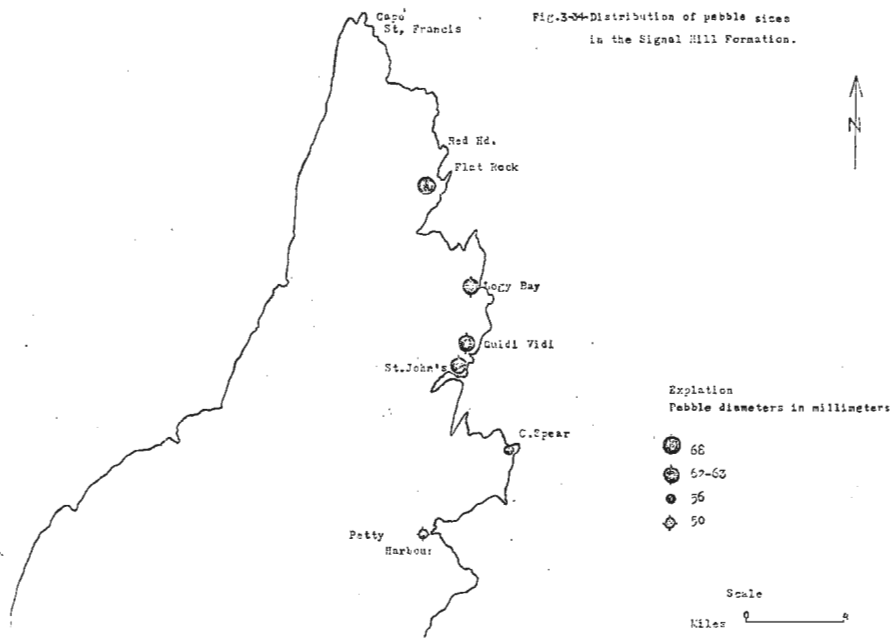 Fig.3-34-Distribution of pebble sizes
in the Signal Hill Formation.
Cape
St, Francis
N
Red Hd.
Flat Rock
Logy Bay
Quidi Vidi
St.John's
C.Spear
Petty
Harbour
Explation
Pebble diameters in millimeters
68
62-63
56
50
Scale
Miles 0 4